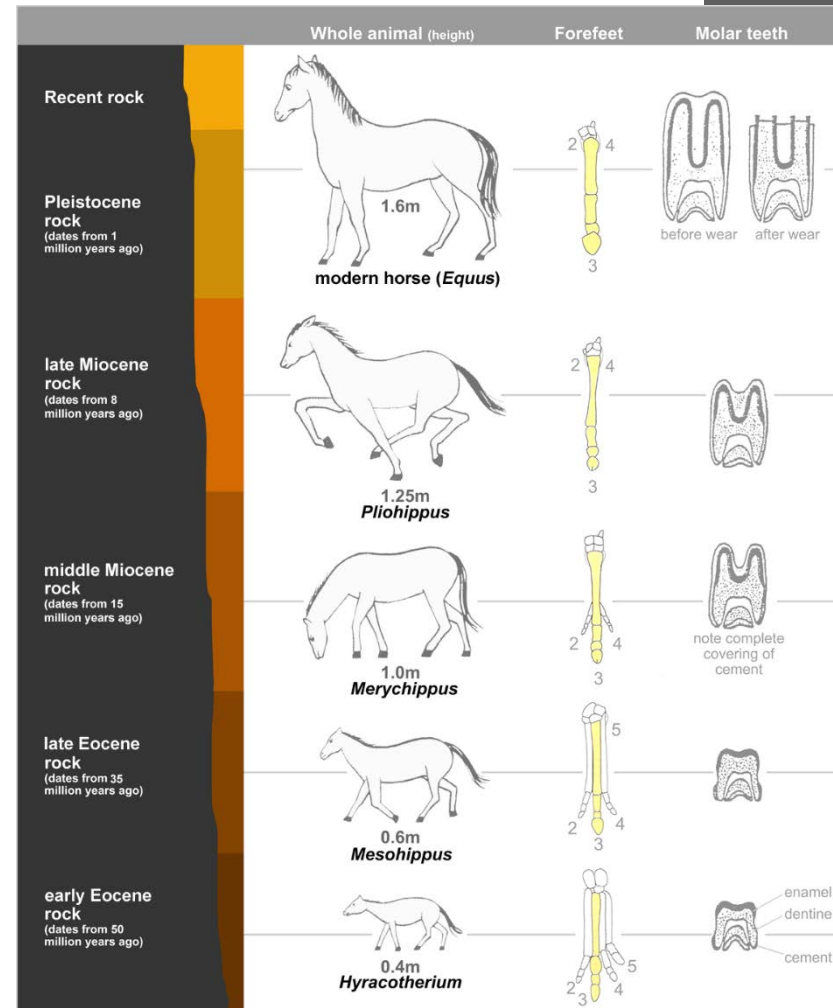 Whole animal (height) Forefeet Molar teeth
Recent rock
2 4
1.6m
Pleistocene
rock
(dates from 1
million years ago)
before wear after wear
3
modern horse (Equus)
late Miocene
rock
(dates from 8
million years ago)
2 4
3
1.25m
Pliohippus
middle Miocene
rock
(dates from 15
million years ago)
2 4
3
note complete
covering of
cement
1.0m
Merychippus
late Eocene
rock
(dates from 35
million years ago)
5
2 4
3
0.6m
Mesohippus
early Eocene
rock
(dates from 50
million years ago)
enamel
dentine
cement
5
2 4
3
0.4m
Hyracotherium